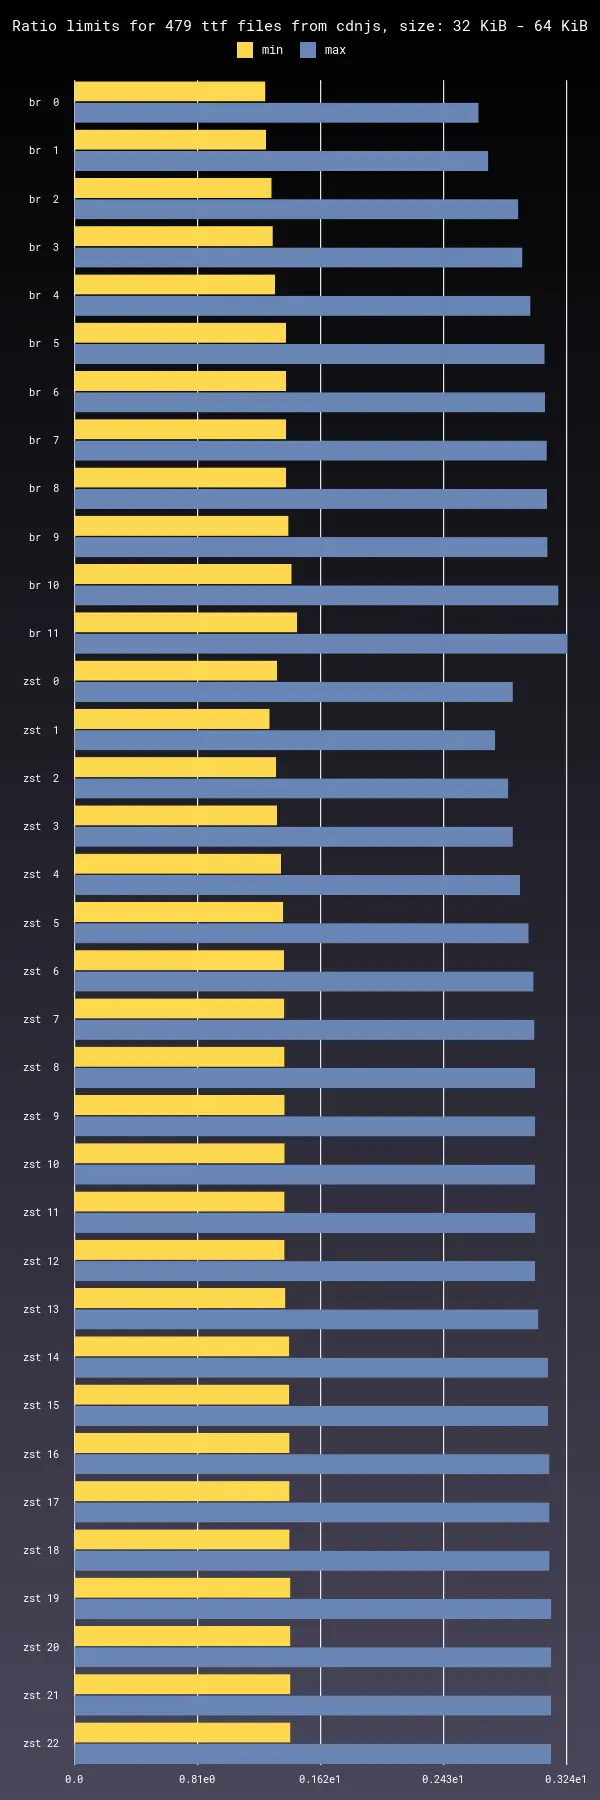 Ratio limits for 479 ttf files from cdnjs, size: 32 KiB - 64 KiB
min max
br 0
br 1
br 2
br 3
br 4
br 5
br 6
br 7
br 8
br 9
br 10
br 11
zst 0
zst 1
zst 2
zst 3
zst 4
zst 5
zst 6
zst 7
zst 8
zst 9
zst 10
zst 11
zst 12
zst 13
zst 14
zst 15
zst 16
zst 17
zst 18
zst 19
zst 20
zst 21
zst 22
0.0 0.81e0 0.162e1 0.243e1 0.324e1